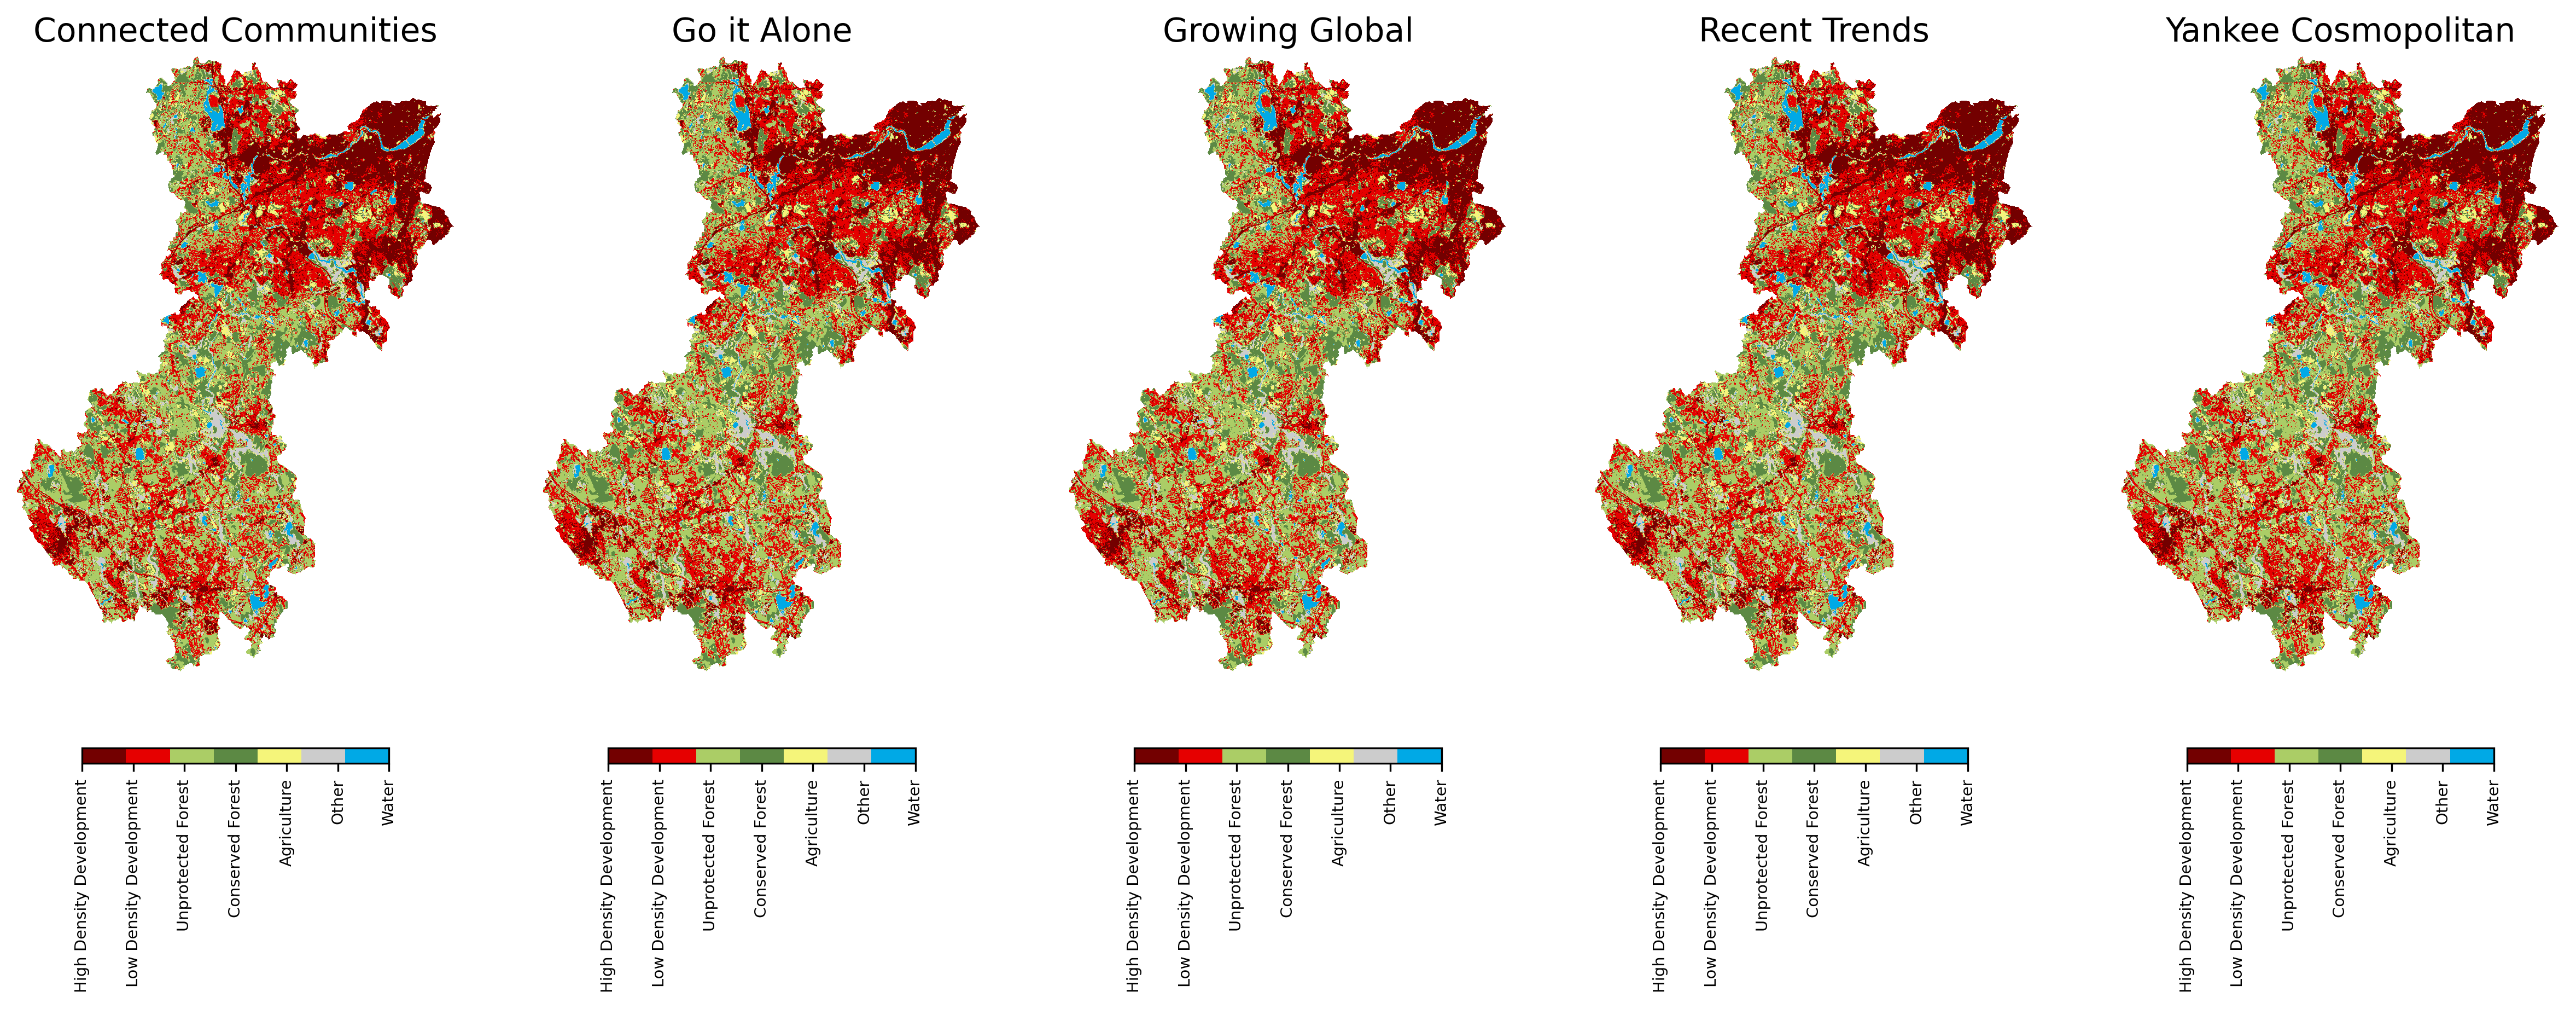 Connected Communities
Go it Alone
Growing Global
Recent Trends
Yankee Cosmopolitan
High Density Development
Low Density Development
Unprotected Forest
Conserved Forest
Agriculture
Other
Water
High Density Development
Low Density Development
Unprotected Forest
Conserved Forest
Agriculture
Other
Water
High Density Development
Low Density Development
Unprotected Forest
Conserved Forest
Agriculture
Other
Water
High Density Development
Low Density Development
Unprotected Forest
Conserved Forest
Agriculture
Other
Water
High Density Development
Low Density Development
Unprotected Forest
Conserved Forest
Agriculture
Other
Water